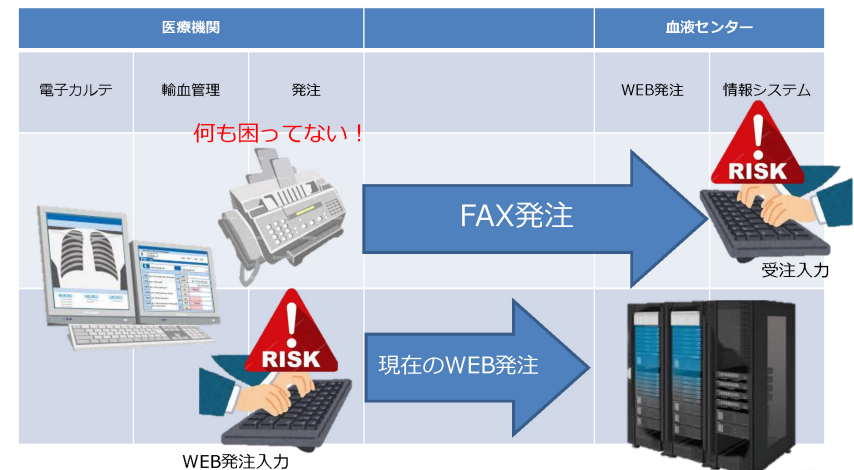 医療機関
血液センター
電子カルテ
輸血管理
発注
WEB発注
情報システム
何も困ってない！
RISK
FAX発注
受注入力
RISK
現在のWEB発注
WEB発注入力